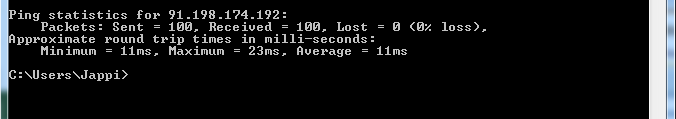 Ping statistics for 91.198.174.192:
    Packets: Sent = 100, Received = 100, Lost = 0 (0% loss),
Approximate round trip times in milli-seconds:
    Minimum = 11ms, Maximum = 23ms, Average = 11ms
C:\Users\Jappi>